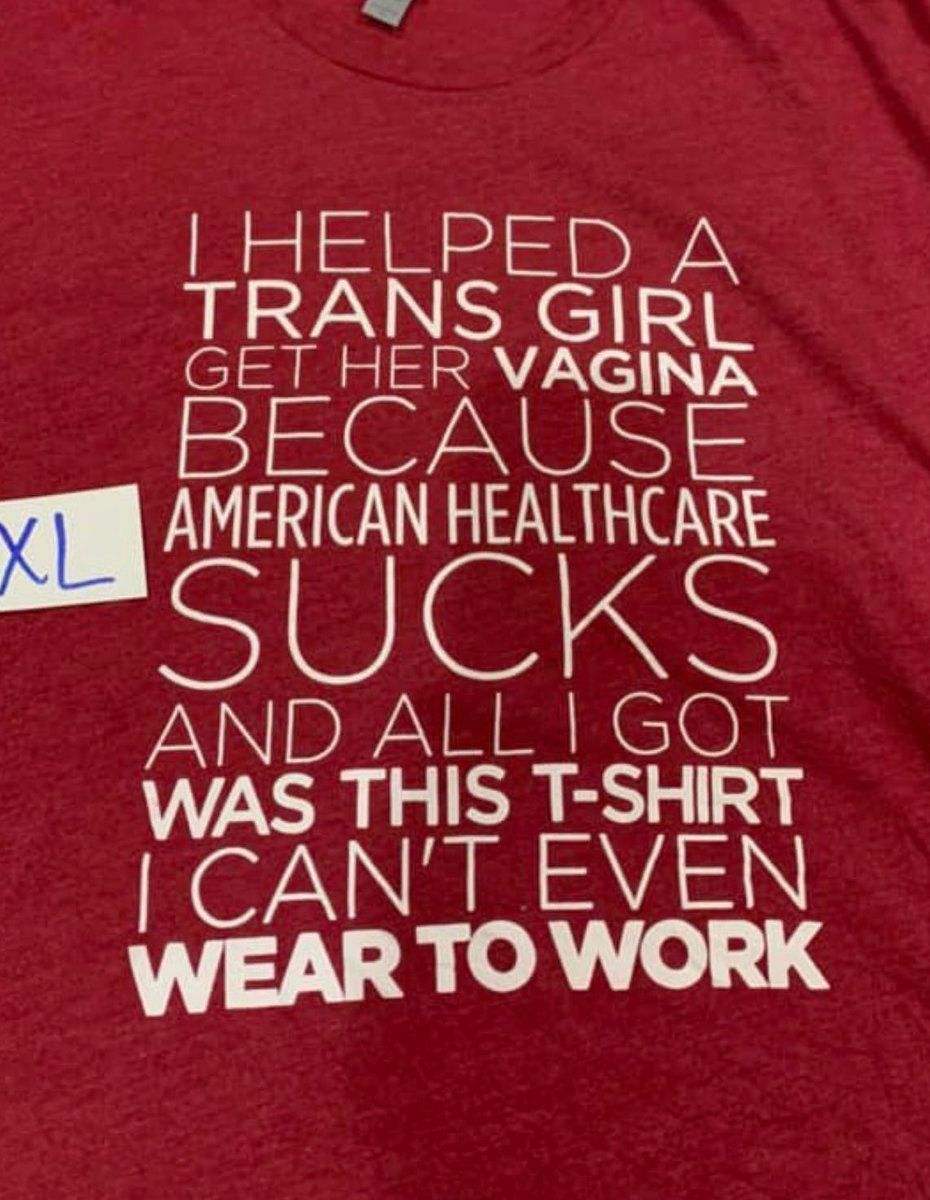 I HELPED A
TRANS GIRL
GET HER VAGINA
BECAUSE
AMERICAN HEALTHCARE
SUCKS
AND ALL I GOT
WAS THIS T-SHIRT
I CAN'T EVEN
WEAR TO WORK
XL